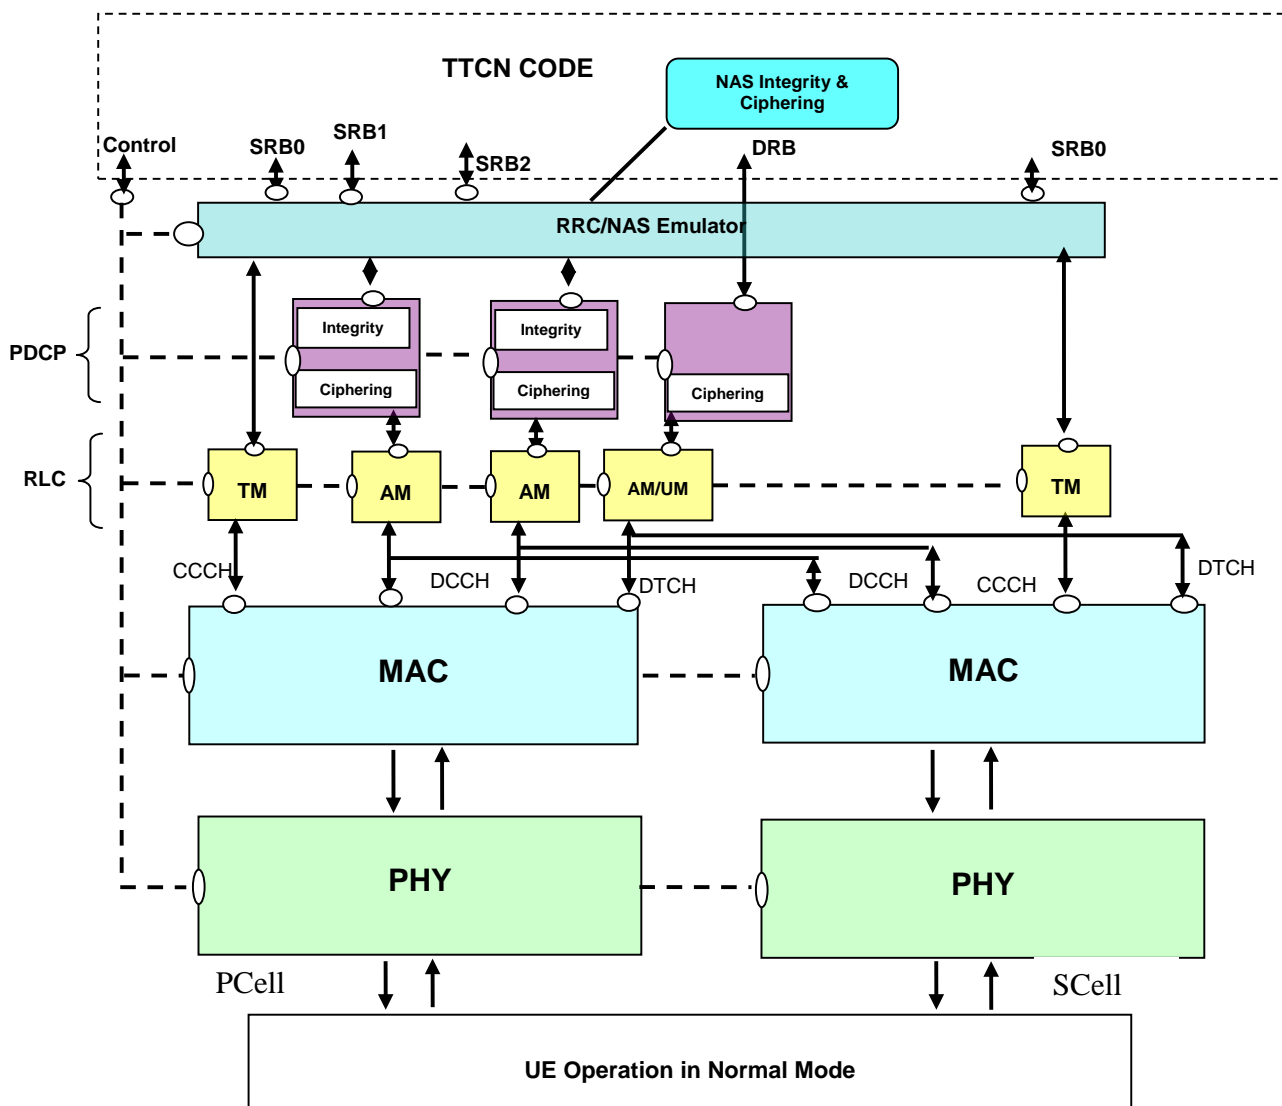 TTCN CODE
NAS Integrity &
Ciphering
Control
SRB0
SRB1
SRB2
DRB
SRB0
RRC/NAS Emulator
PDCP
Integrity
Ciphering
Integrity
Ciphering
Ciphering
RLC
TM
AM
AM
AM/UM
TM
CCCH
DCCH
DTCH
DCCH
CCCH
DTCH
MAC
MAC
PHY
PHY
PCell
SCell
UE Operation in Normal Mode